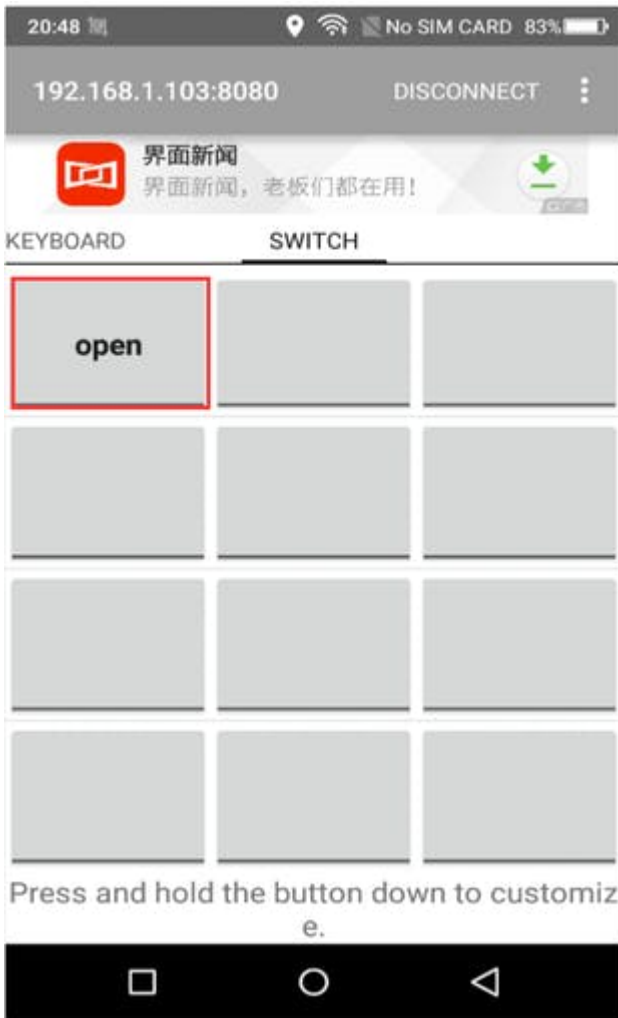 20:48 No SIM CARD 83%
192.168.1.103:8080 DISCONNECT
界面新闻
界面新闻，老板们都在用！
KEYBOARD SWITCH
open
Press and hold the button down to customiz
e.